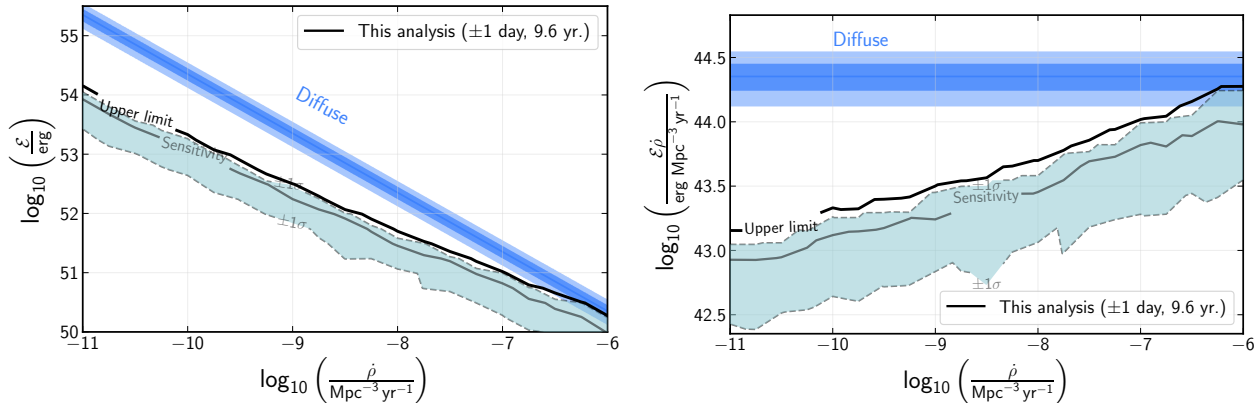 This analysis (±1 day, 9.6 yr.)
Diffuse
Upper limit
Sensitivity
±1σ
±1σ
55
54
53
52
51
50
−11
−10
−9
−8
−7
−6
log₁₀ (ℰ / erg)
log₁₀ (ρ̇ / Mpc⁻³ yr⁻¹)
Diffuse
Upper limit
±1σ
Sensitivity
±1σ
This analysis (±1 day, 9.6 yr.)
44.5
44.0
43.5
43.0
42.5
−11
−10
−9
−8
−7
−6
log₁₀ (ℰρ̇ / erg Mpc⁻³ yr⁻¹)
log₁₀ (ρ̇ / Mpc⁻³ yr⁻¹)